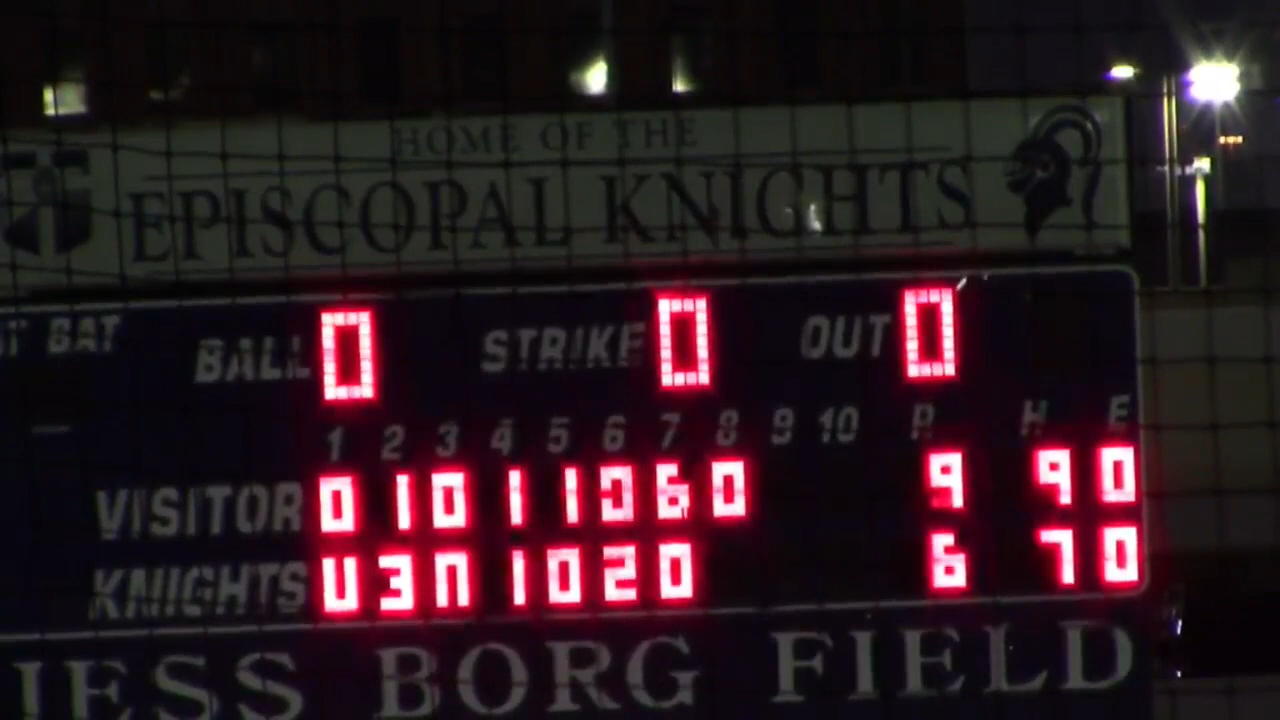 HOME OF THE
EPISCOPAL KNIGHTS
BAT BALL 0 STRIKE 0 OUT 0
1 2 3 4 5 6 7 8 9 10 R H E
VISITOR 0 1 0 1 1 0 6 0 9 9 0
KNIGHTS 0 3 0 1 0 2 0 6 7 0
JESS BORG FIELD